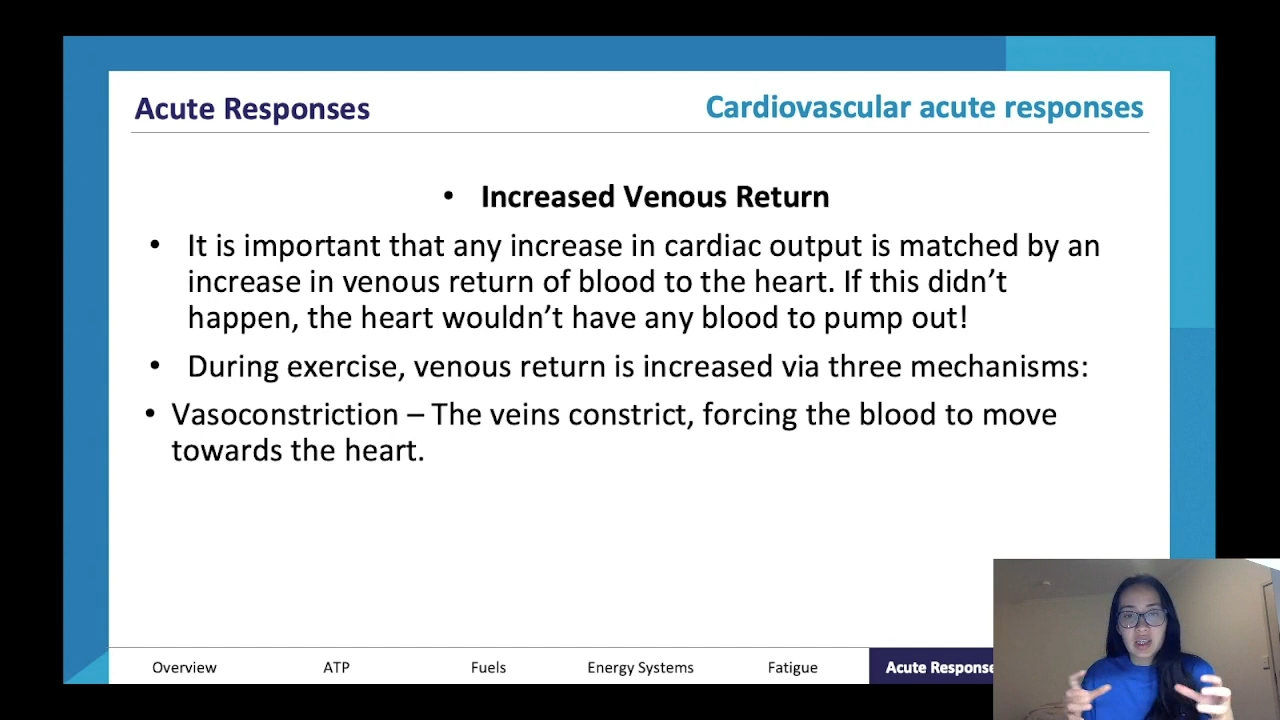 Acute Responses
Cardiovascular acute responses
• Increased Venous Return
• It is important that any increase in cardiac output is matched by an
increase in venous return of blood to the heart. If this didn’t
happen, the heart wouldn’t have any blood to pump out!
• During exercise, venous return is increased via three mechanisms:
• Vasoconstriction – The veins constrict, forcing the blood to move
towards the heart.
Overview
ATP
Fuels
Energy Systems
Fatigue
Acute Response